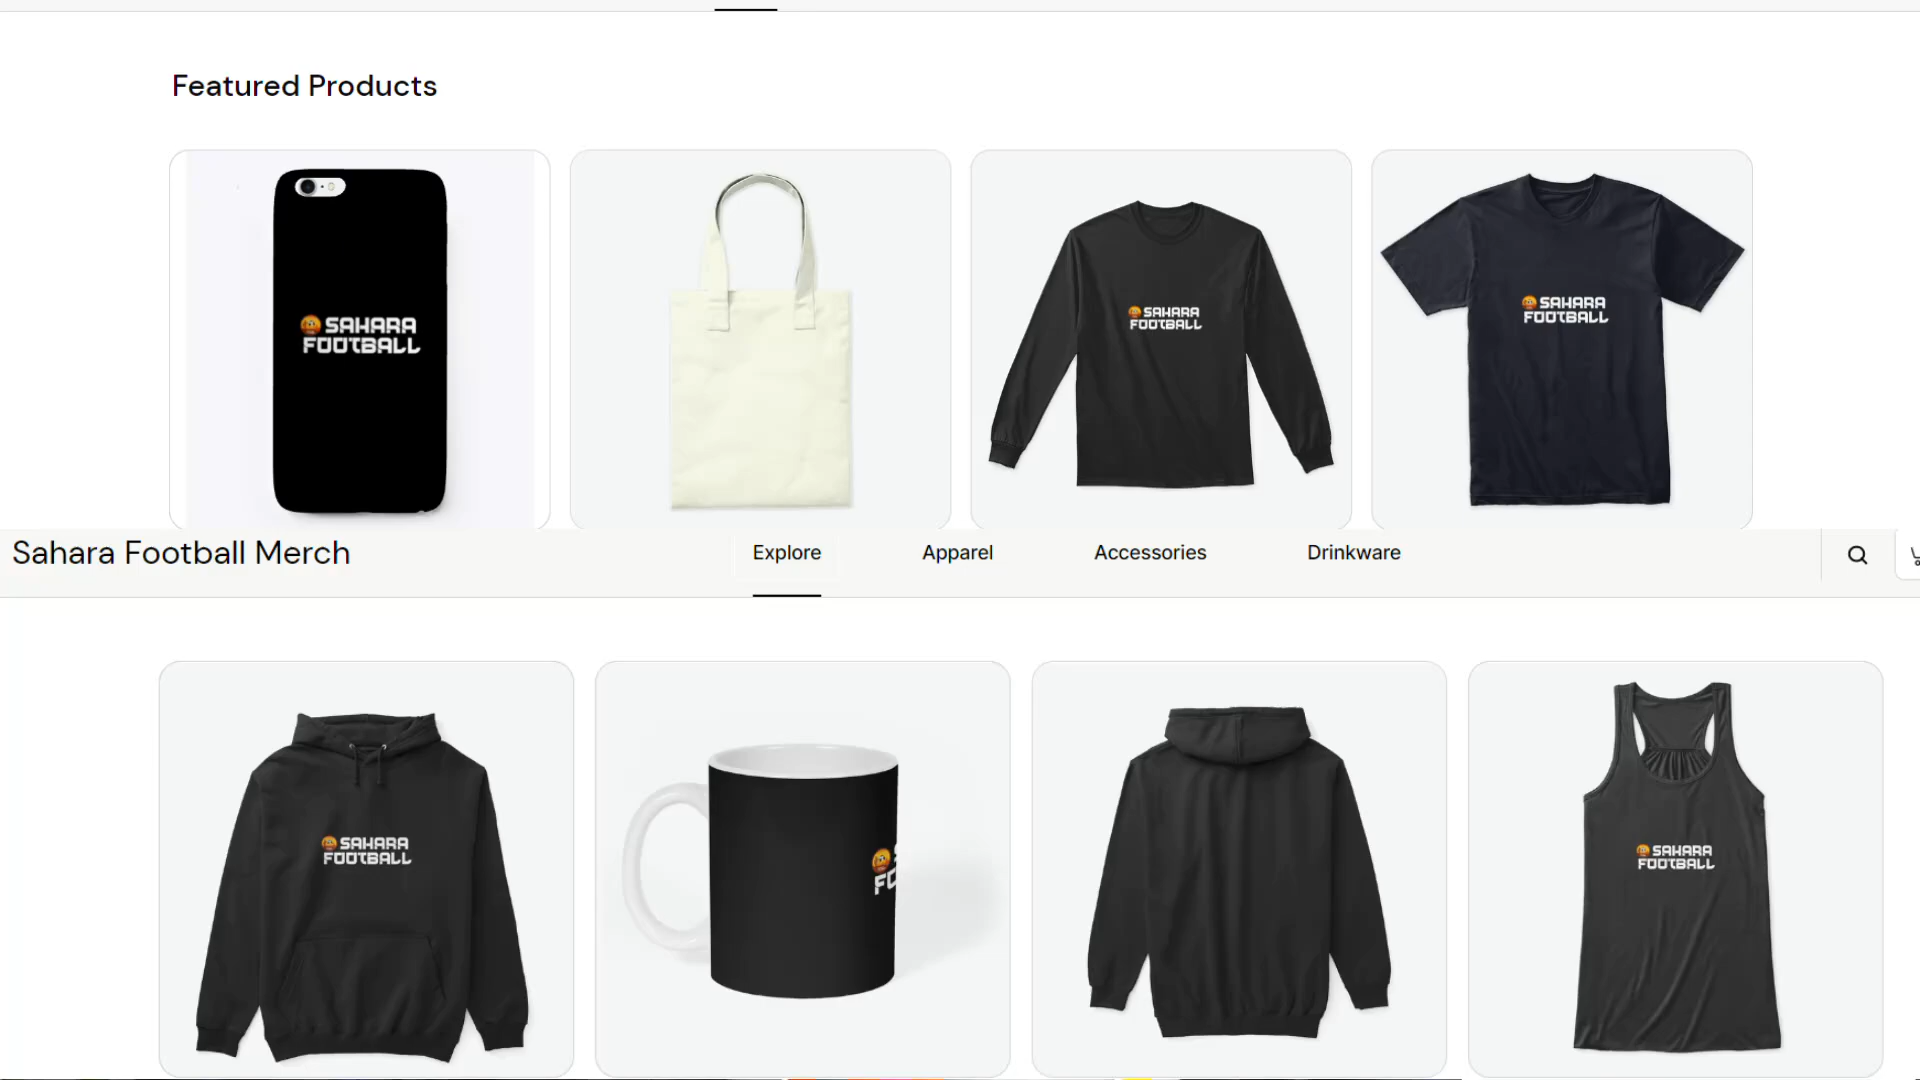 Featured Products
SAHARA
FOOTBALL
SAHARA
FOOTBALL
SAHARA
FOOTBALL
Sahara Football Merch
Explore
Apparel
Accessories
Drinkware
SAHARA
FOOTBALL
SAHARA
FOOTBALL